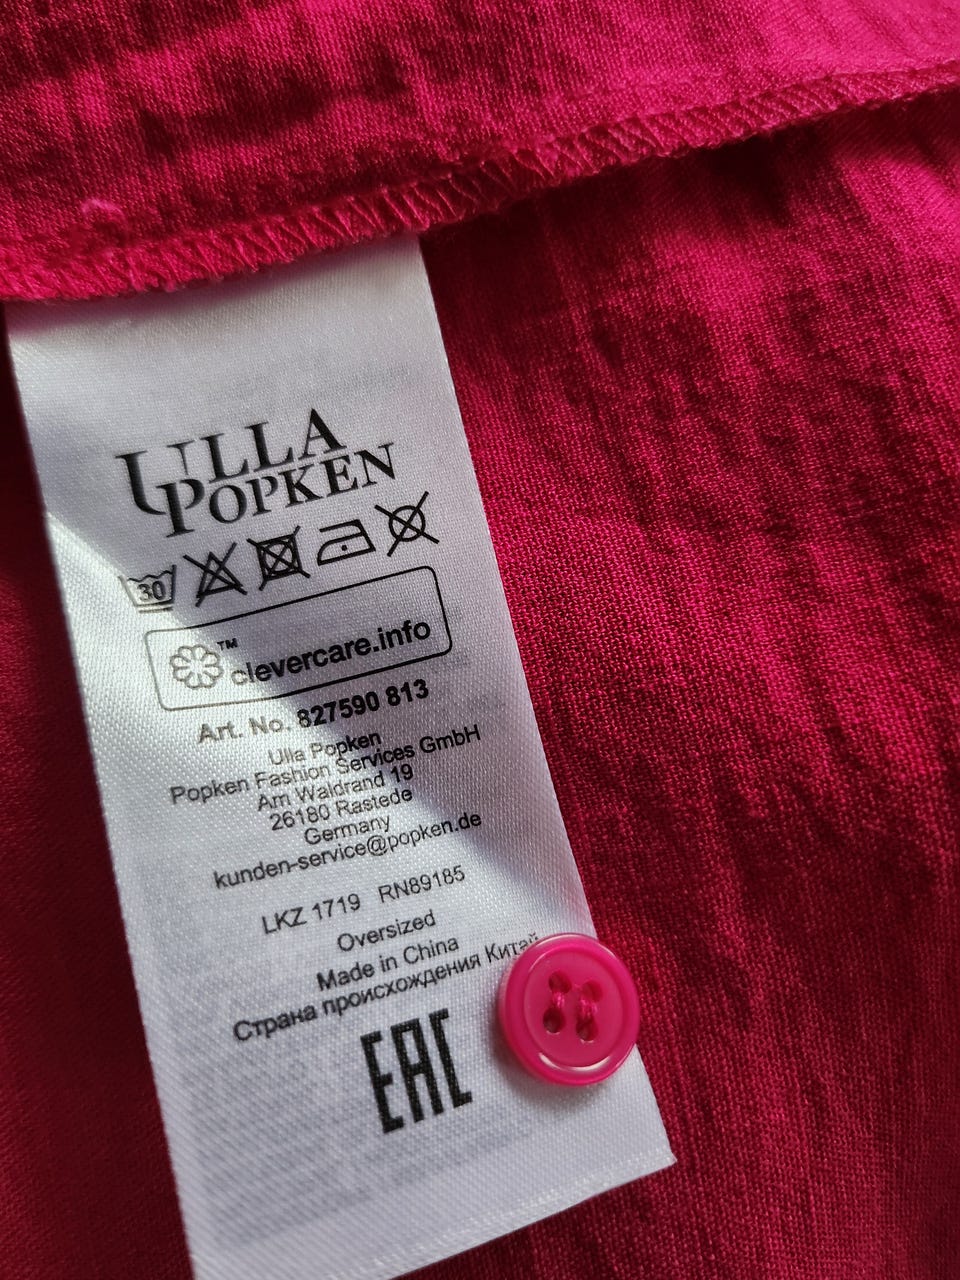 ULLA
POPKEN
30
clevercare.info
TM
Art. No. 827590 813
Ulla Popken
Popken Fashion Services GmbH
Am Waldrand 19
26180 Rastede
Germany
kunden-service@popken.de
LKZ 1719 RN89185
Oversized
Made in China
Страна происхождения Китай
EAC